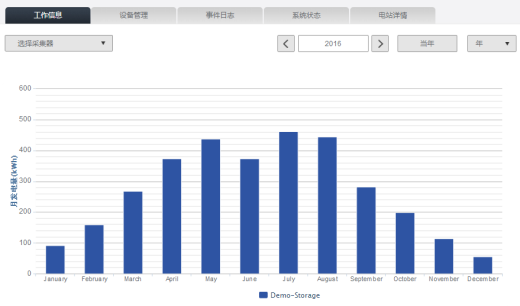 工作信息 设备管理 事件日志 系统状态 电站详情
选择采集器 2016 当年 年
600
500
400
300
200
100
0
月发电量(kWh)
January February March April May June July August September October November December
Demo-Storage